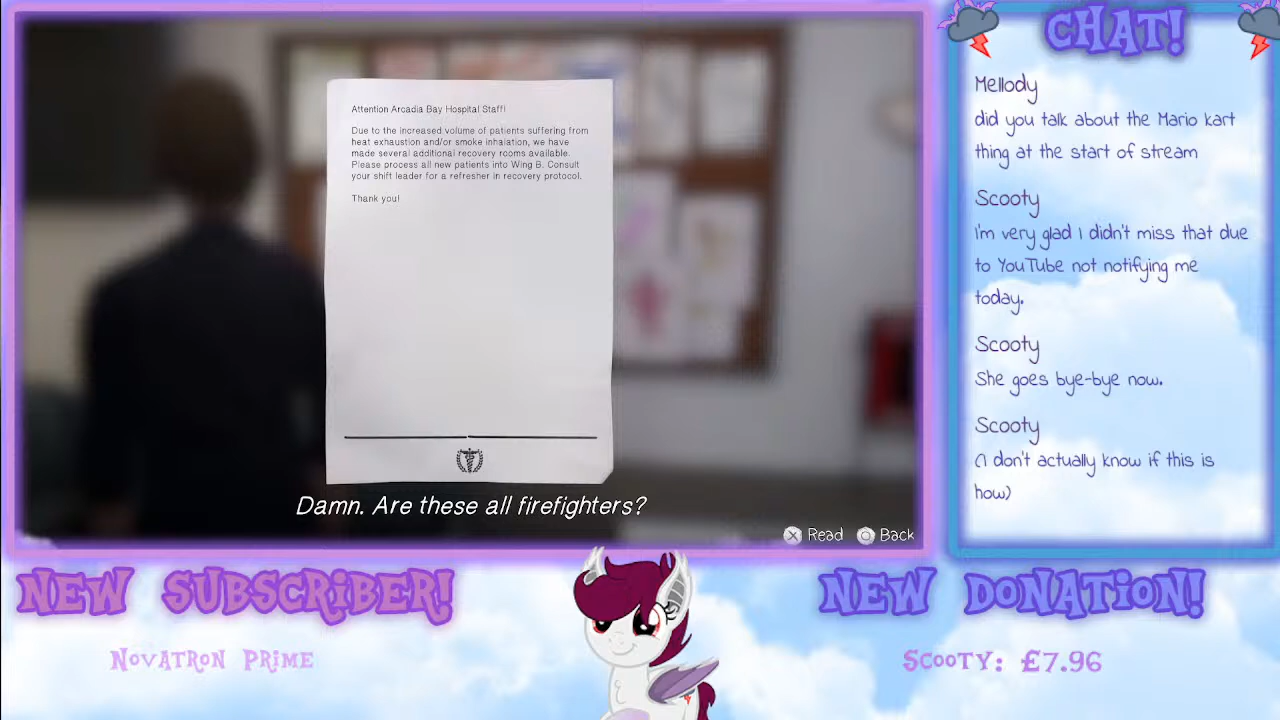 Attention Arcadia Bay Hospital Staff!
Due to the increased volume of patients suffering from
heat exhaustion and/or smoke inhalation, we have
made several additional recovery rooms available.
Please process all new patients into Wing B. Consult
your shift leader for a refresher in recovery protocol.
Thank you!
Damn. Are these all firefighters?
Read
Back
CHAT!
Mellody
did you talk about the Mario kart
thing at the start of stream
Scooty
I'm very glad I didn't miss that due
to YouTube not notifying me
today.
Scooty
She goes bye-bye now.
Scooty
(I don't actually know if this is
how)
NEW SUBSCRIBER!
Novatron Prime
NEW DONATION!
Scooty: £7.96